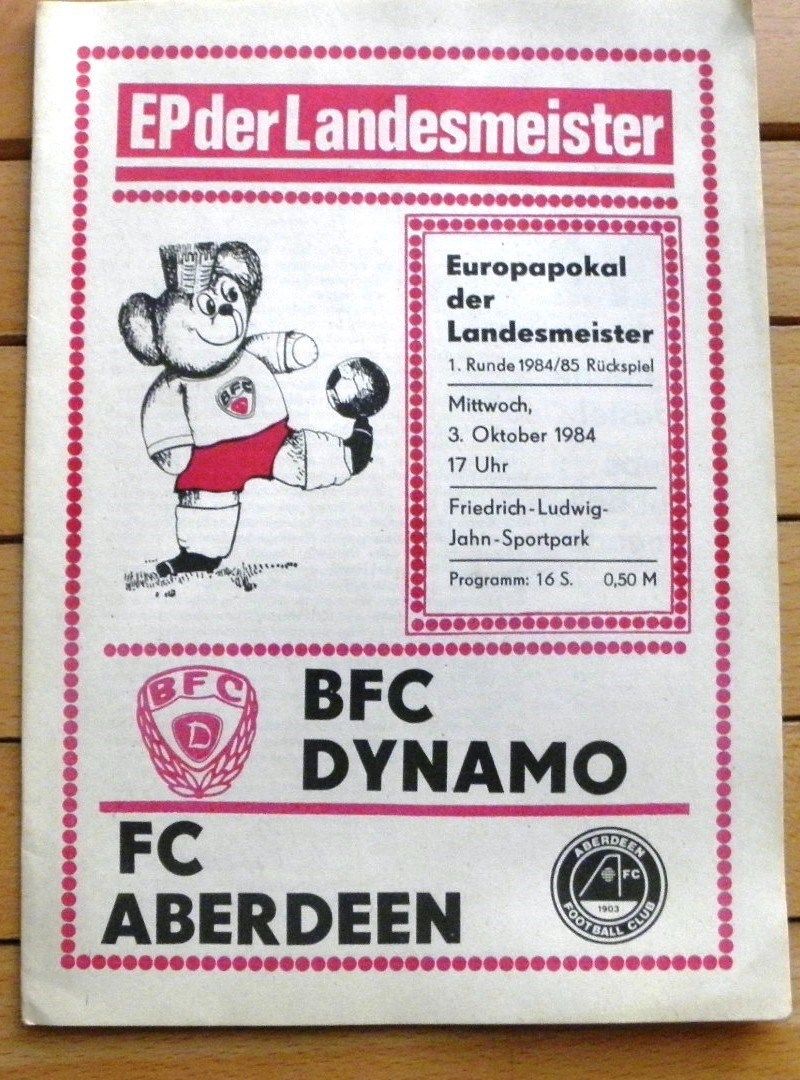 EP der Landesmeister
BFC
Europapokal
der
Landesmeister
1. Runde 1984/85 Rückspiel
Mittwoch,
3. Oktober 1984
17 Uhr
Friedrich-Ludwig-
Jahn-Sportpark
Programm: 16 S. 0,50 M
BFC
D
BFC
DYNAMO
FC
ABERDEEN
ABERDEEN
A FC
1903
FOOTBALL CLUB